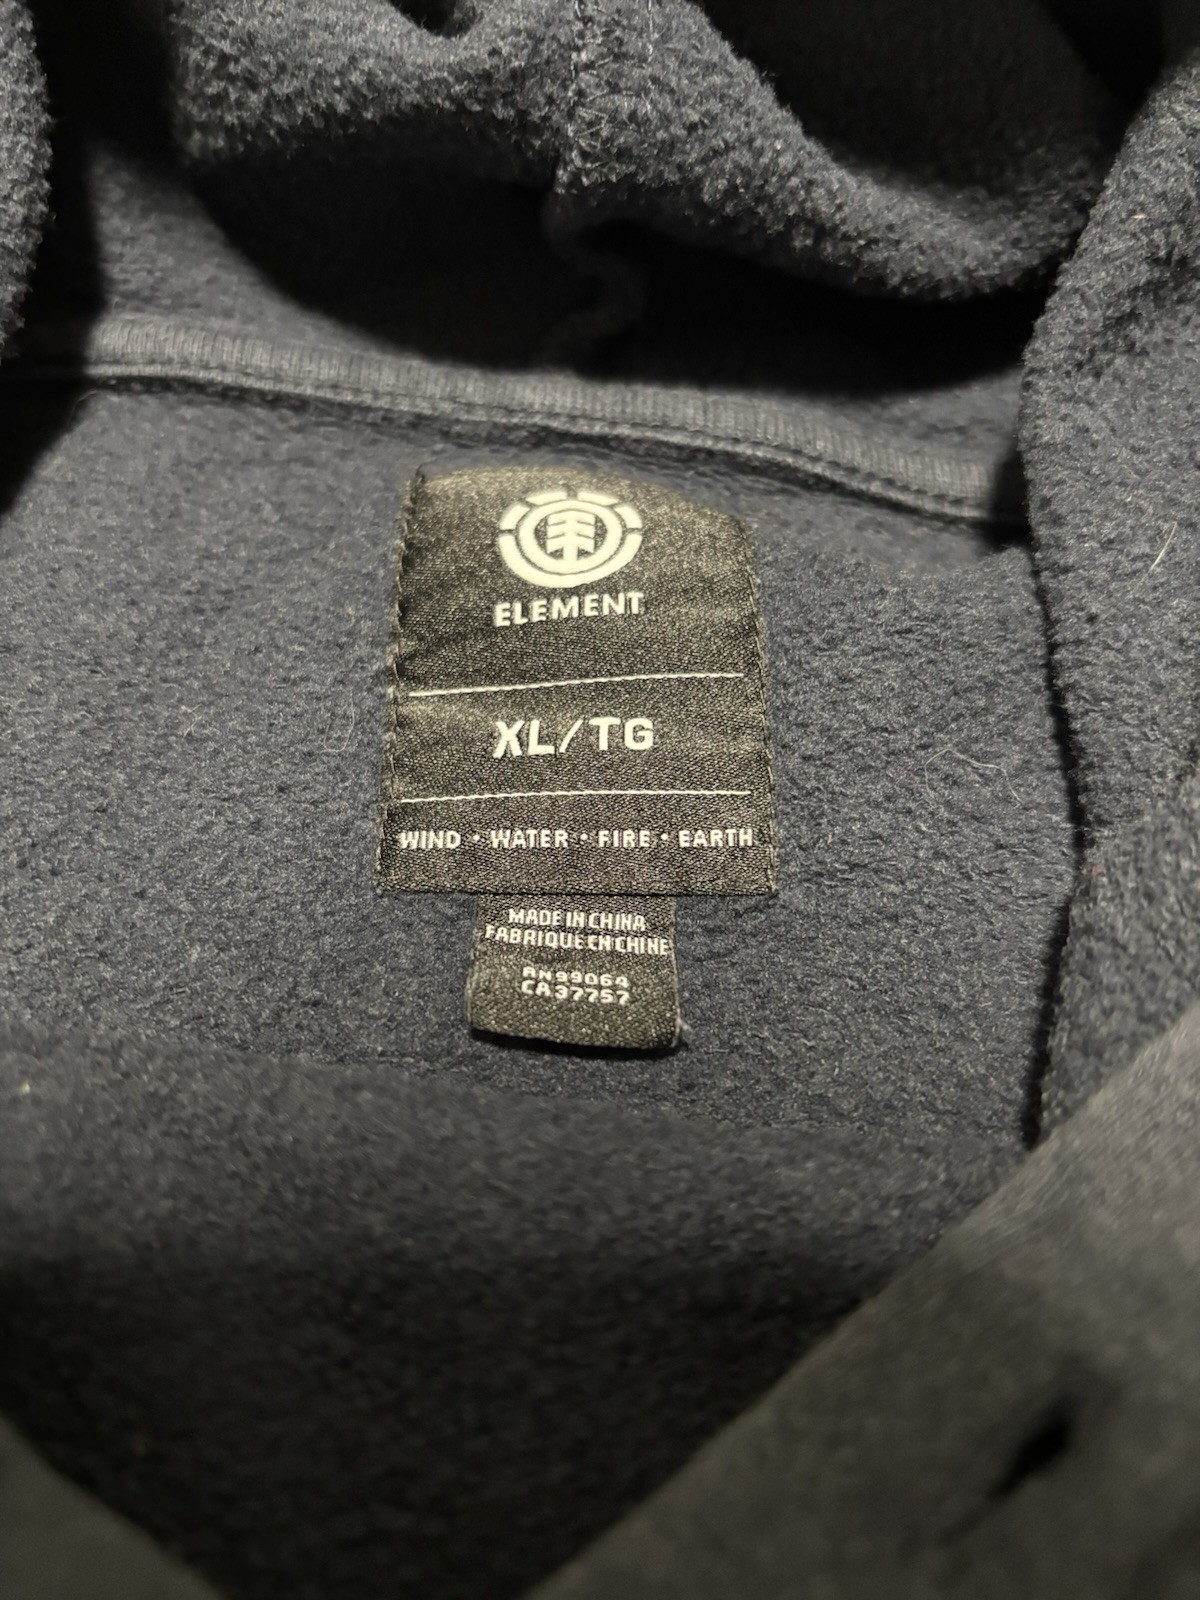 ELEMENT
XL/TG
WIND • WATER • FIRE • EARTH
MADE IN CHINA
FABRIQUE EN CHINE
RN99064
CA37757